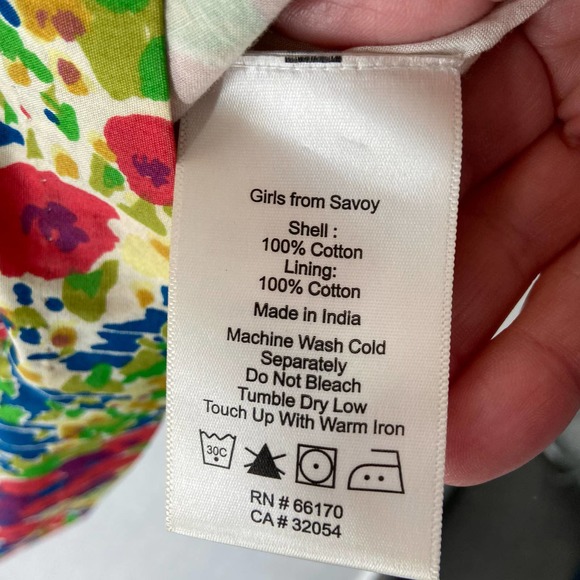 Girls from Savoy
Shell :
100% Cotton
Lining:
100% Cotton
Made in India
Machine Wash Cold
Separately
Do Not Bleach
Tumble Dry Low
Touch Up With Warm Iron
30C
RN # 66170
CA # 32054